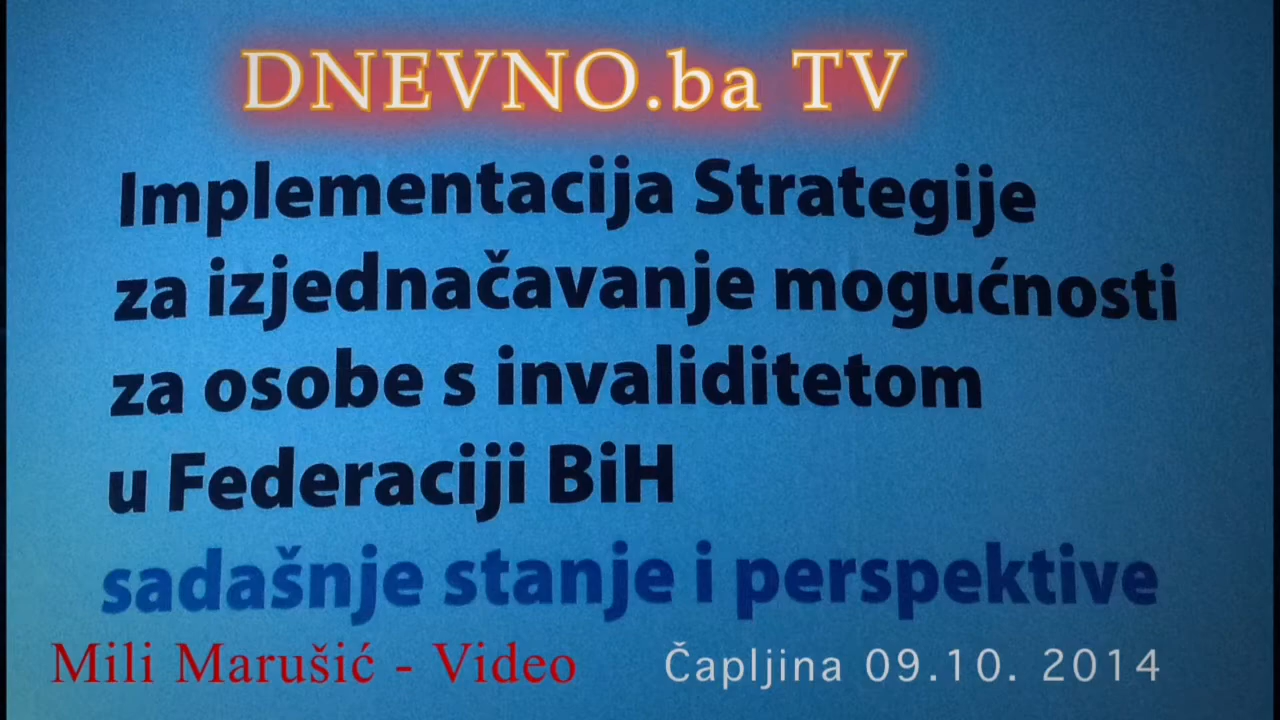 DNEVNO.ba TV
Implementacija Strategije
za izjednačavanje mogućnosti
za osobe s invaliditetom
u Federaciji BiH
sadašnje stanje i perspektive
Mili Marušić - Video
Čapljina 09.10. 2014